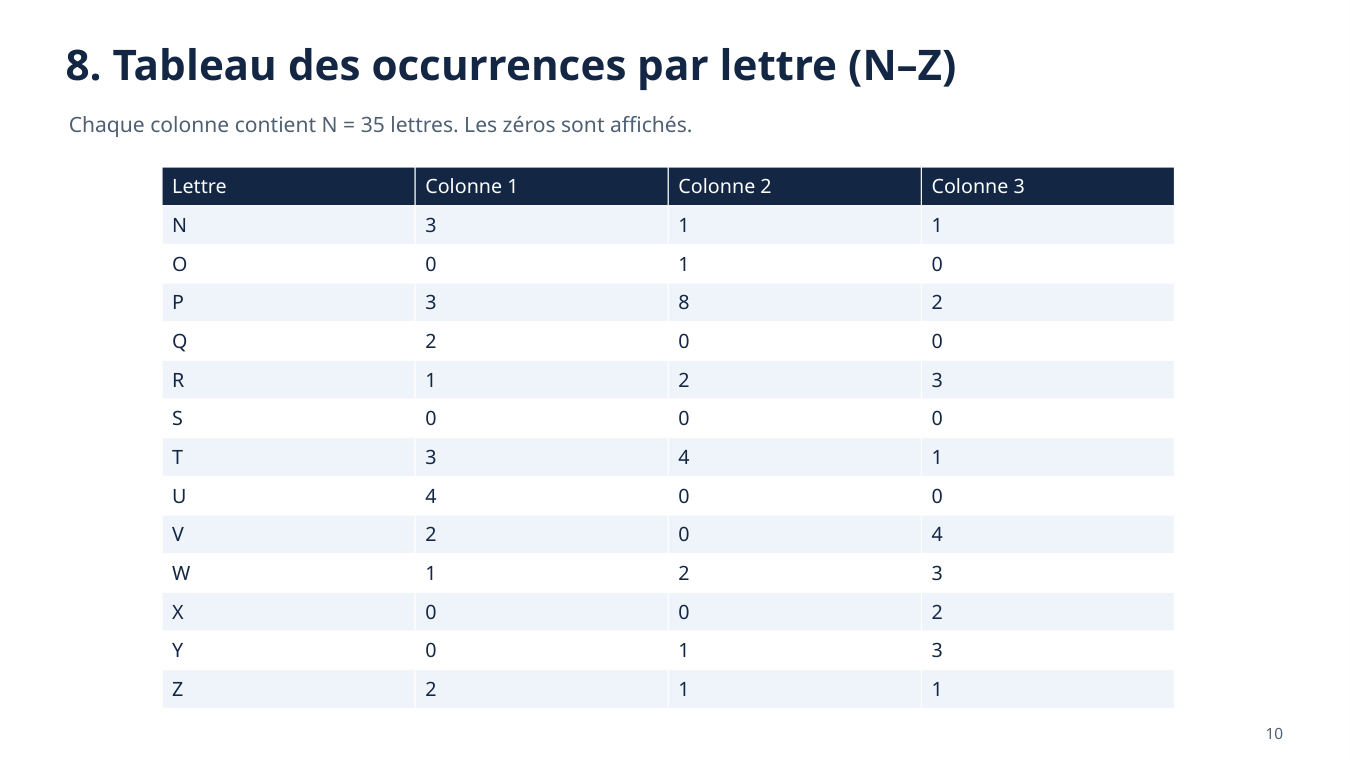 8. Tableau des occurrences par lettre (N–Z)
Chaque colonne contient N = 35 lettres. Les zéros sont affichés.
Lettre Colonne 1 Colonne 2 Colonne 3
N 3 1 1
O 0 1 0
P 3 8 2
Q 2 0 0
R 1 2 3
S 0 0 0
T 3 4 1
U 4 0 0
V 2 0 4
W 1 2 3
X 0 0 2
Y 0 1 3
Z 2 1 1
10